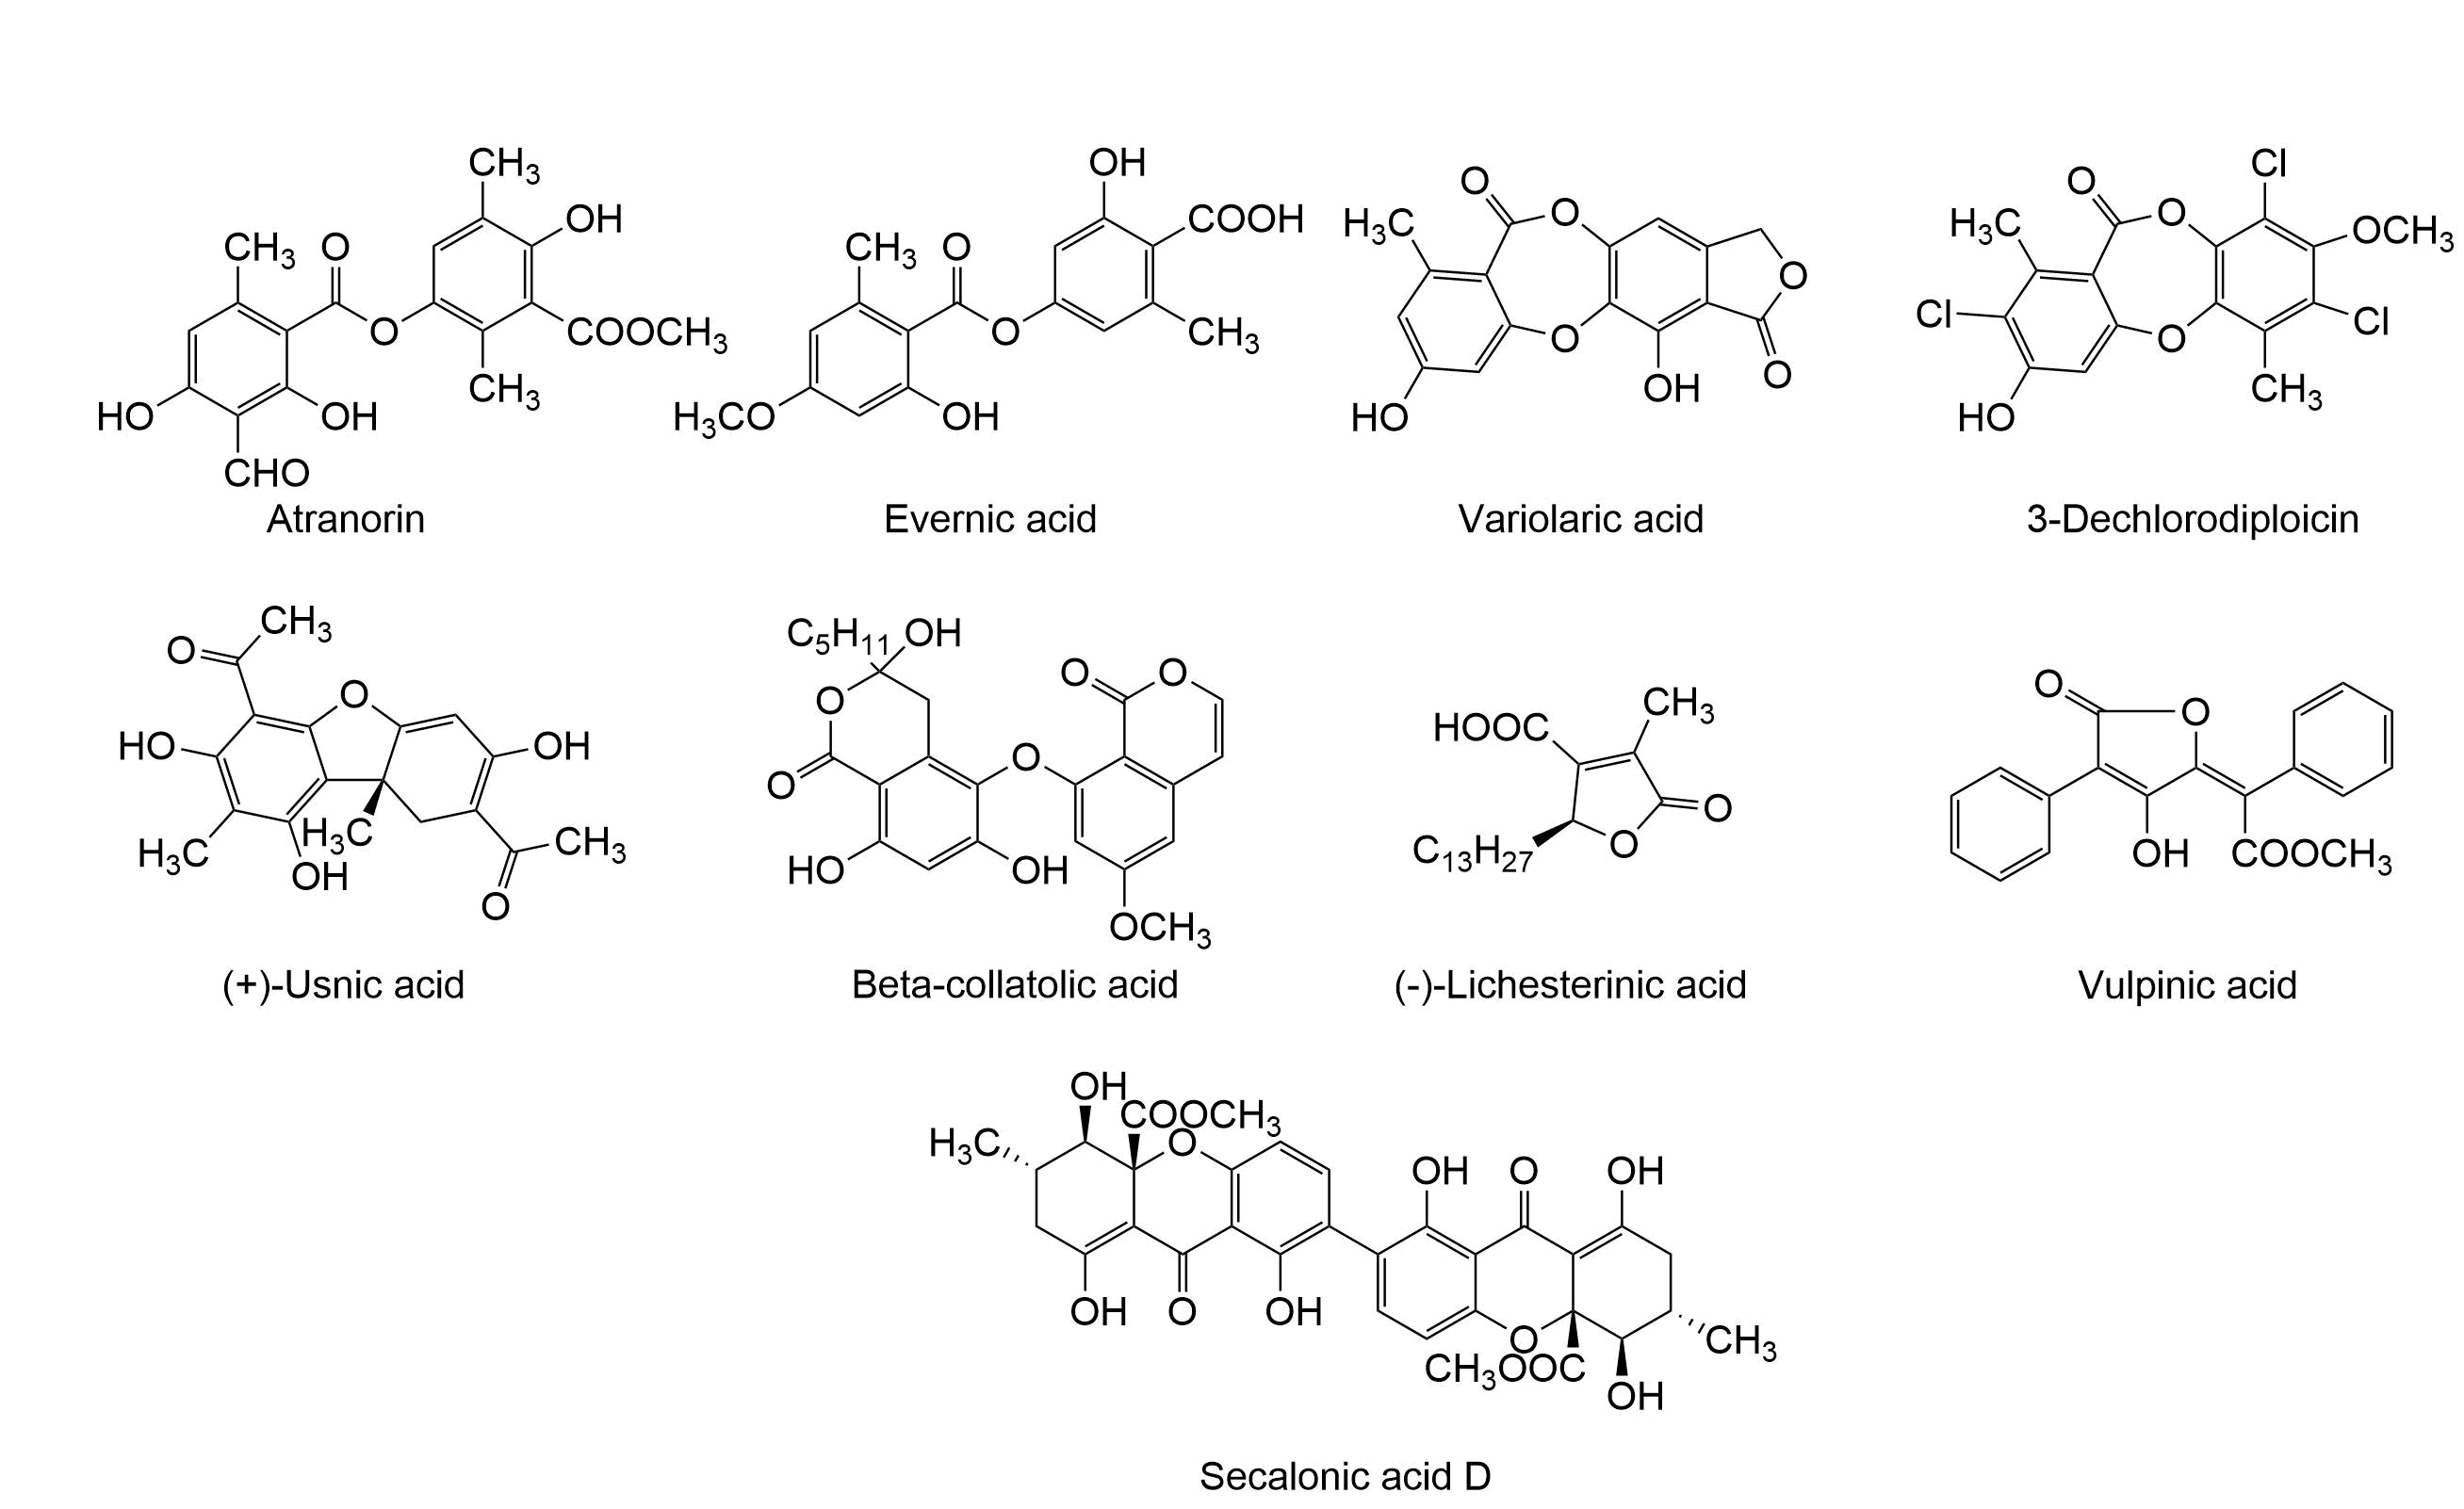 CH3
OH
CH3
O
O
COOCH3
CH3
HO
OH
CHO
Atranorin
OH
COOH
CH3
O
O
CH3
H3CO
OH
Evernic acid
O
O
H3C
O
O
OH
O
HO
Variolaric acid
Cl
O
O
OCH3
H3C
Cl
Cl
O
CH3
HO
3-Dechlorodiploicin
CH3
O
O
HO
OH
H3C
H3C
CH3
OH
O
(+)-Usnic acid
C5H11
OH
O
O
O
O
O
HO
OH
OCH3
Beta-collatolic acid
CH3
HOOC
O
O
C13H27
(-)-Lichesterinic acid
O
O
OH
COOCH3
Vulpinic acid
OH
COOCH3
H3C
O
OH
O
OH
OH
O
OH
O
CH3
CH3OOC
OH
Secalonic acid D